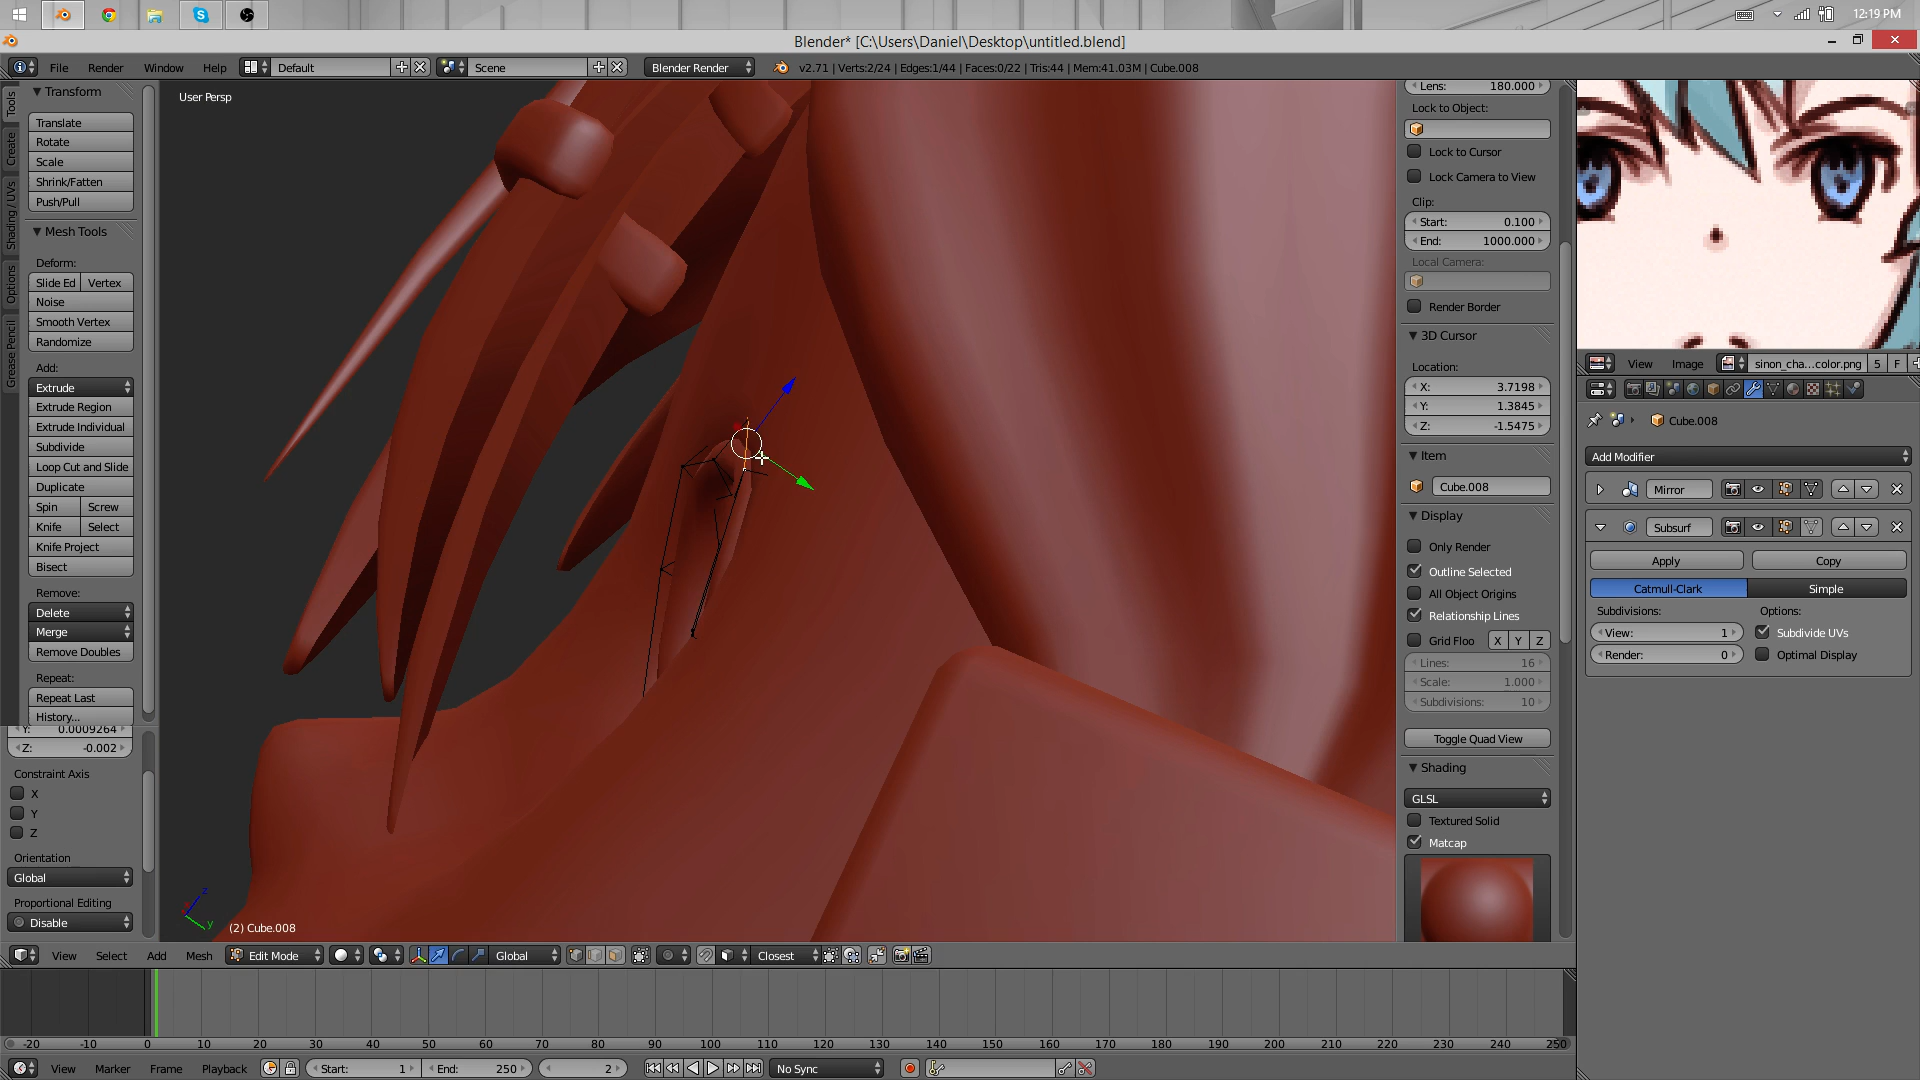 12:19 PM
Blender* [C:\Users\Daniel\Desktop\untitled.blend]
File Render Window Help Default Scene Blender Render v2.71 | Verts:2/24 | Edges:1/44 | Faces:0/22 | Tris:44 | Mem:41.03M | Cube.008
Tools
Create
Shading / UVs
Options
Grease Pencil
Transform
Translate
Rotate
Scale
Shrink/Fatten
Push/Pull
Mesh Tools
Deform:
Slide Ed Vertex
Noise
Smooth Vertex
Randomize
Add:
Extrude
Extrude Region
Extrude Individual
Subdivide
Loop Cut and Slide
Duplicate
Spin Screw
Knife Select
Knife Project
Bisect
Remove:
Delete
Merge
Remove Doubles
Repeat:
Repeat Last
History...
Y: 0.0009264
Z: -0.002
Constraint Axis
X
Y
Z
Orientation
Global
Proportional Editing
Disable
User Persp
z
y
(2) Cube.008
Lens: 180.000
Lock to Object:
Lock to Cursor
Lock Camera to View
Clip:
Start: 0.100
End: 1000.000
Local Camera:
Render Border
3D Cursor
Location:
X: 3.7198
Y: 1.3845
Z: -1.5475
Item
Cube.008
Display
Only Render
Outline Selected
All Object Origins
Relationship Lines
Grid Floo X Y Z
Lines: 16
Scale: 1.000
Subdivisions: 10
Toggle Quad View
Shading
GLSL
Textured Solid
Matcap
View Image sinon_cha...color.png 5 F
Cube.008
Add Modifier
Mirror
Subsurf
Apply Copy
Catmull-Clark Simple
Subdivisions: Options:
View: 1 Subdivide UVs
Render: 0 Optimal Display
View Select Add Mesh Edit Mode Global Closest
-20 -10 0 10 20 30 40 50 60 70 80 90 100 110 120 130 140 150 160 170 180 190 200 210 220 230 240 250
View Marker Frame Playback Start: 1 End: 250 2 No Sync